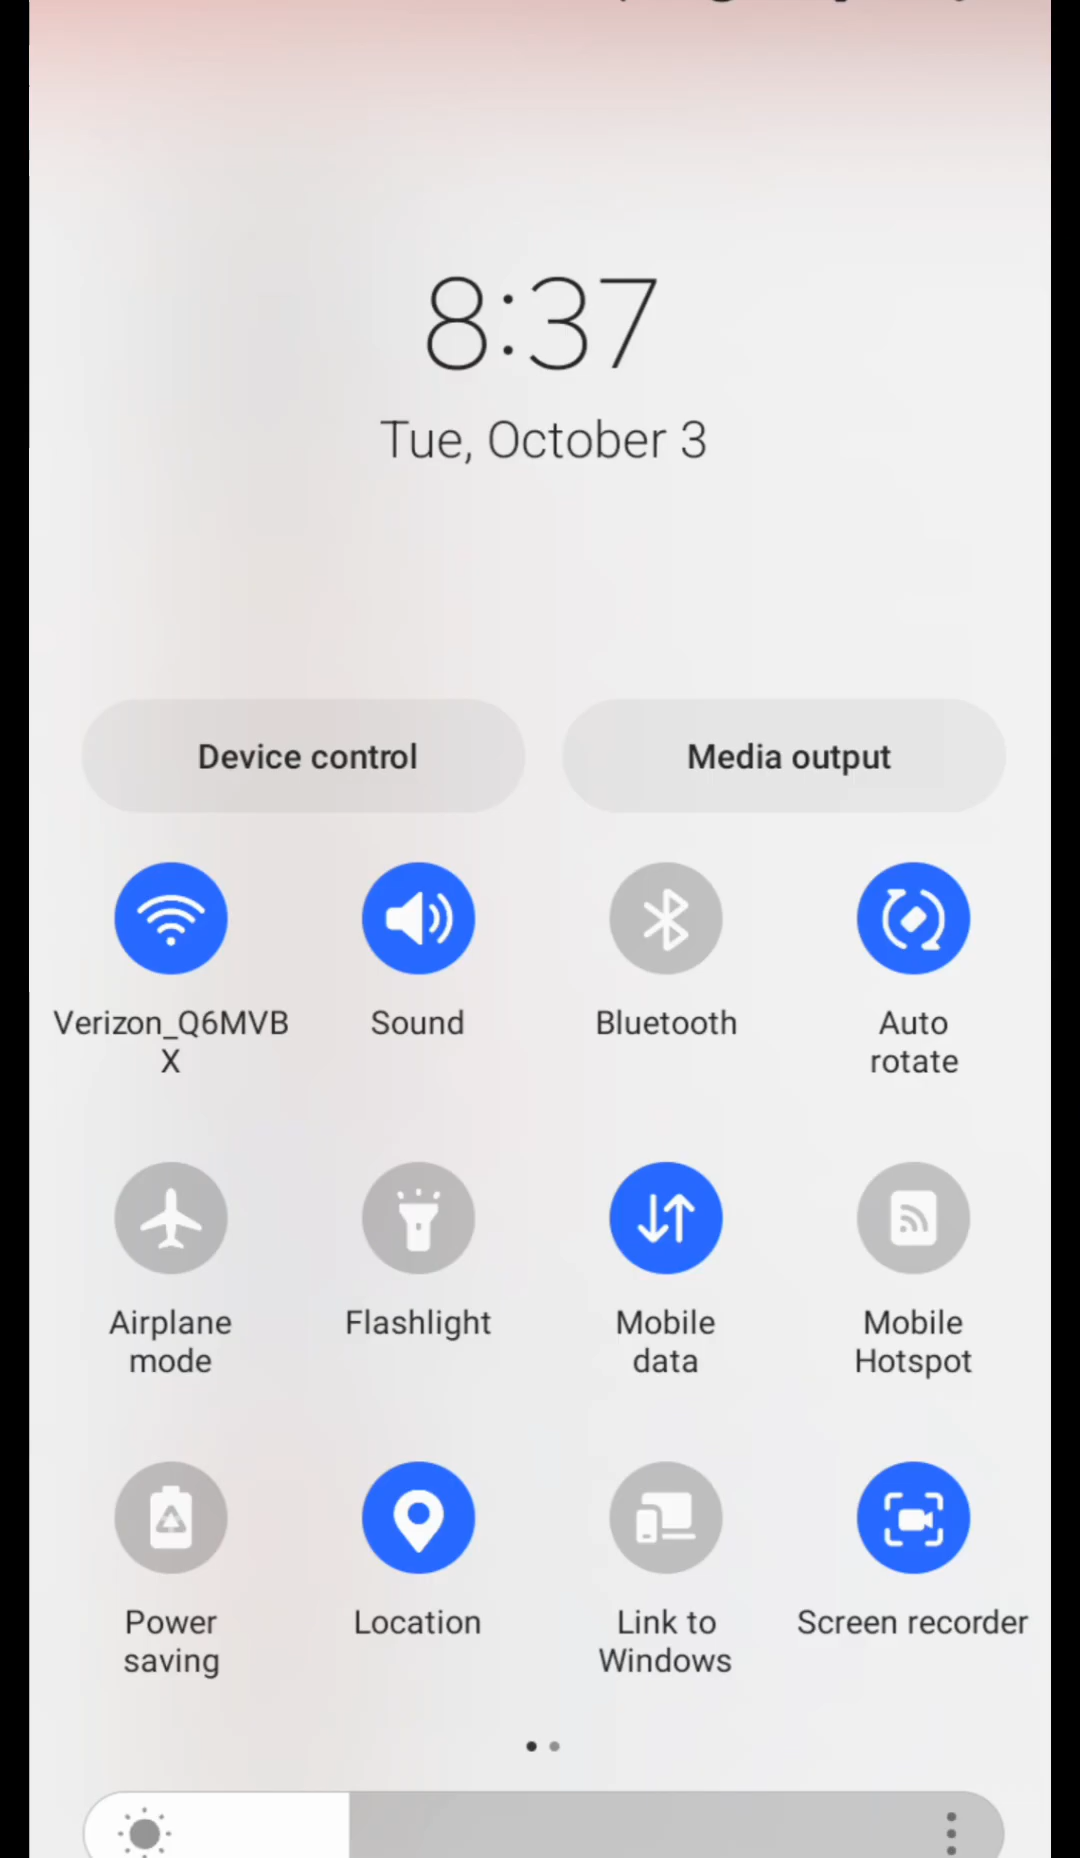 8:37
Tue, October 3
Device control
Media output
Verizon_Q6MVB
X
Sound
Bluetooth
Auto
rotate
Airplane
mode
Flashlight
Mobile
data
Mobile
Hotspot
Power
saving
Location
Link to
Windows
Screen recorder